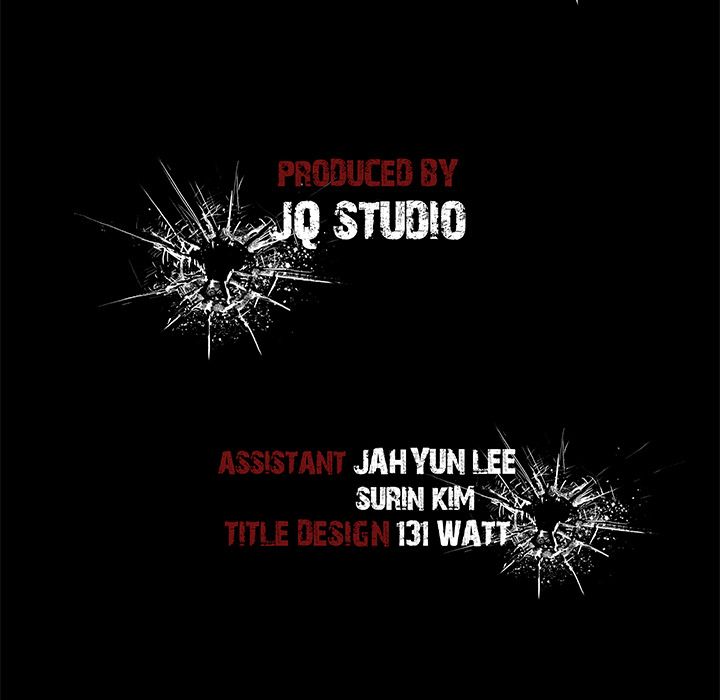 PRODUCED BY
JQ STUDIO
ASSISTANT JAH YUN LEE
SURIN KIM
TITLE DESIGN 131 WATT